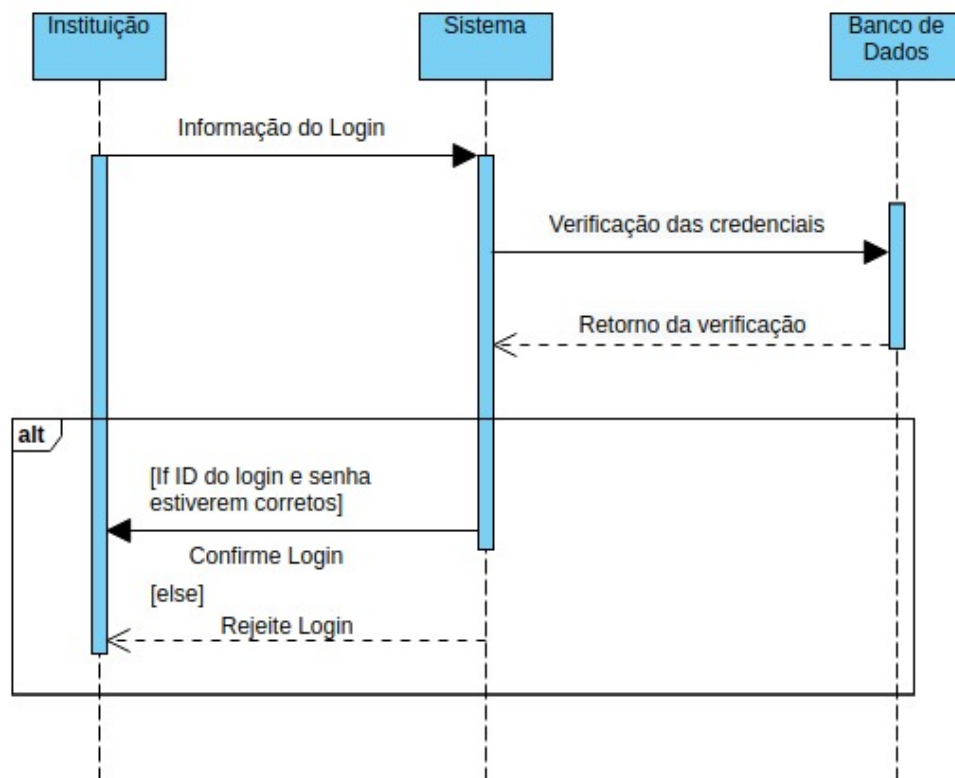 Instituição
Sistema
Banco de
Dados
Informação do Login
Verificação das credenciais
Retorno da verificação
alt
[If ID do login e senha
estiverem corretos]
Confirme Login
[else]
Rejeite Login